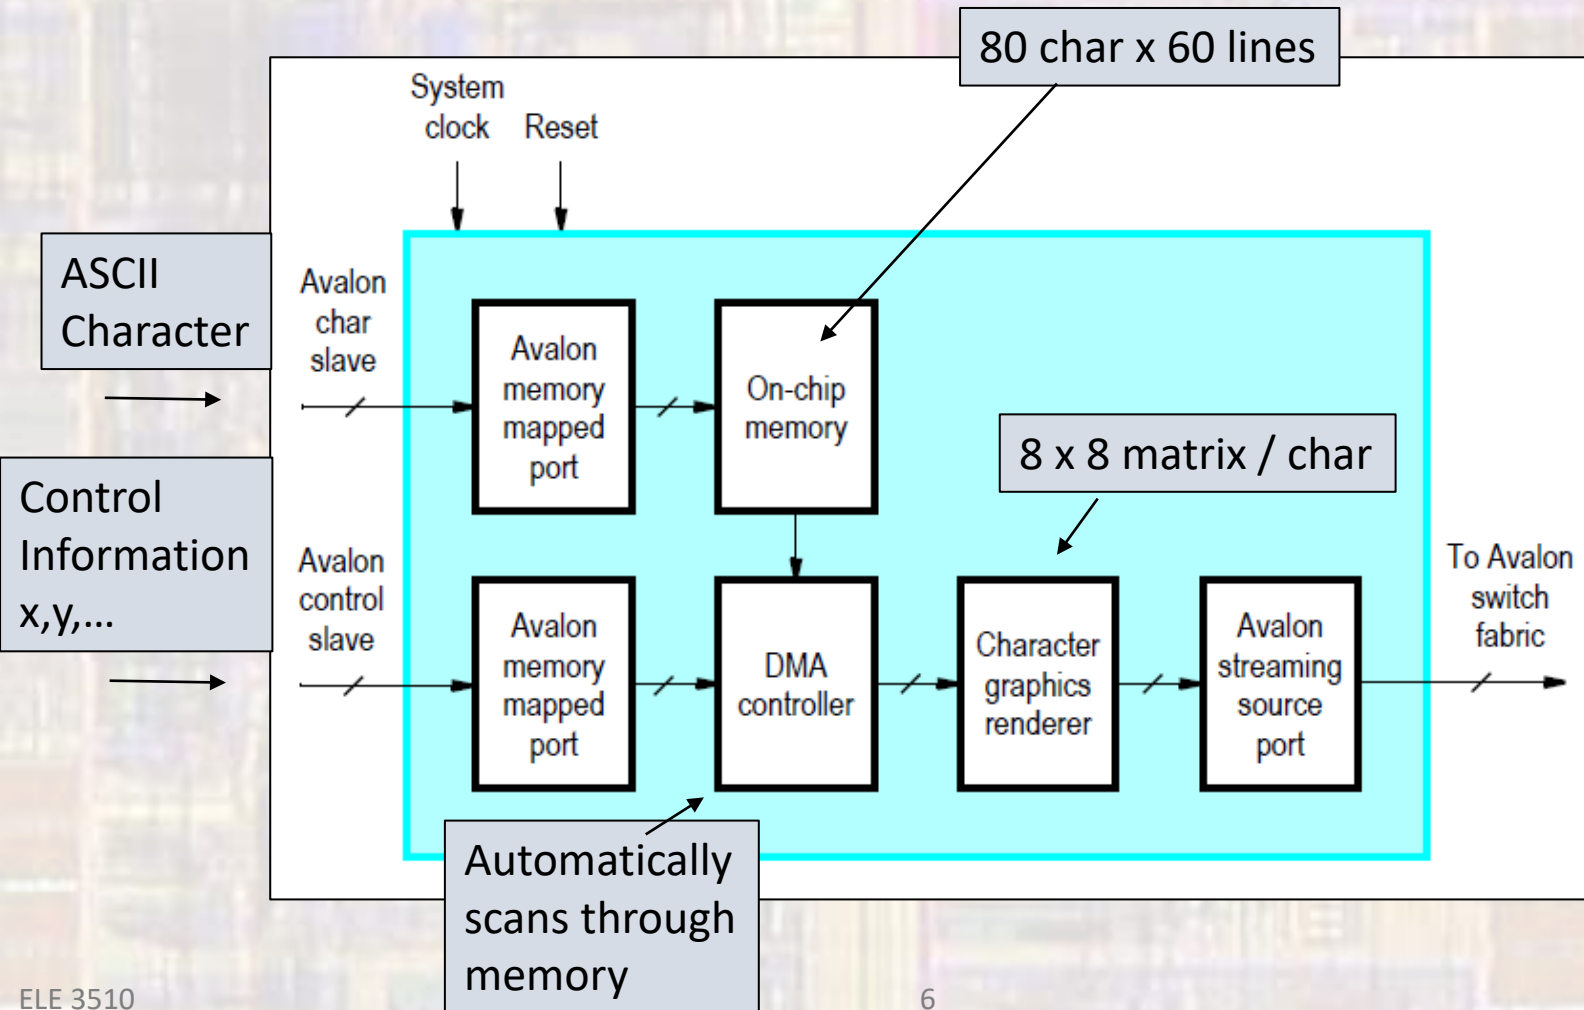 80 char x 60 lines
System
clock
Reset
ASCII
Character
Avalon
char
slave
Avalon
memory
mapped
port
On-chip
memory
8 x 8 matrix / char
Control
Information
x,y,...
Avalon
control
slave
Avalon
memory
mapped
port
DMA
controller
Character
graphics
renderer
Avalon
streaming
source
port
To Avalon
switch
fabric
Automatically
scans through
memory
ELE 3510
6